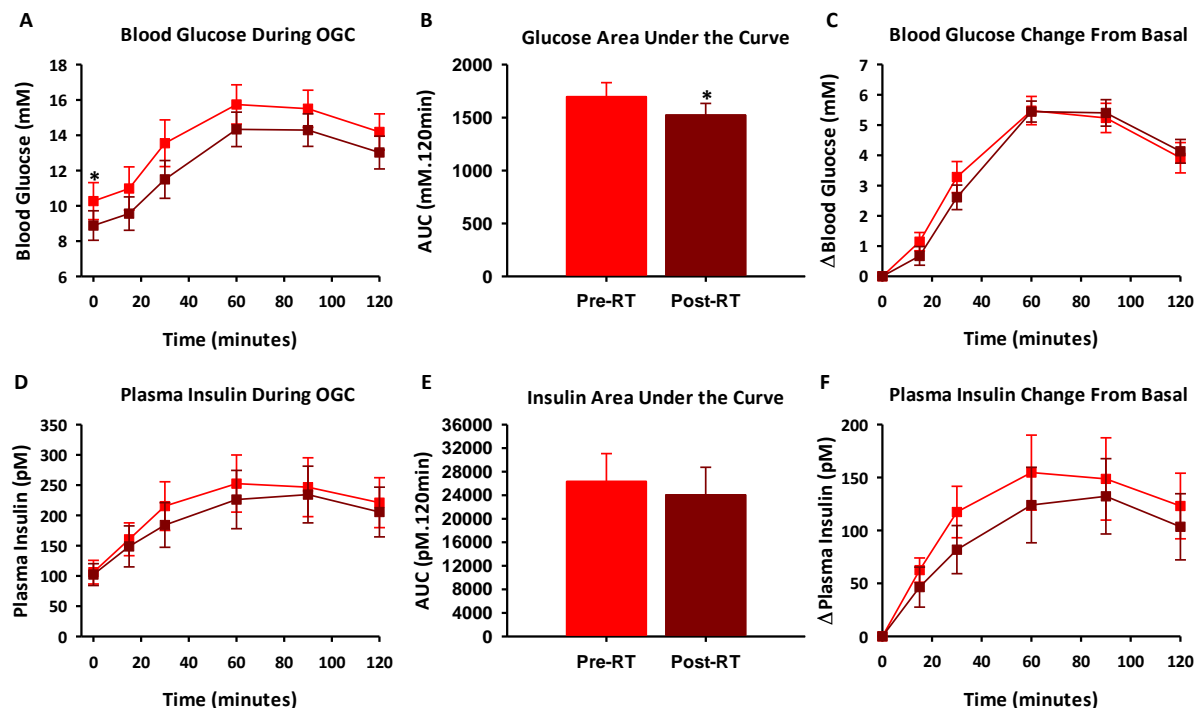 A
Blood Glucose During OGC
Blood Gluocse (mM)
16
14
12
10
8
6
*
0 20 40 60 80 100 120
Time (minutes)
B
Glucose Area Under the Curve
AUC (mM.120min)
2000
1500
1000
500
0
*
Pre-RT Post-RT
C
Blood Glucose Change From Basal
ΔBlood Glucose (mM)
7
6
5
4
3
2
1
0
0 20 40 60 80 100 120
Time (minutes)
D
Plasma Insulin During OGC
Plasma Insulin (pM)
350
300
250
200
150
100
50
0
0 20 40 60 80 100 120
Time (minutes)
E
Insulin Area Under the Curve
AUC (pM.120min)
36000
32000
28000
24000
20000
16000
12000
8000
4000
0
Pre-RT Post-RT
F
Plasma Insulin Change From Basal
ΔPlasma Insulin (pM)
200
150
100
50
0
0 20 40 60 80 100 120
Time (minutes)